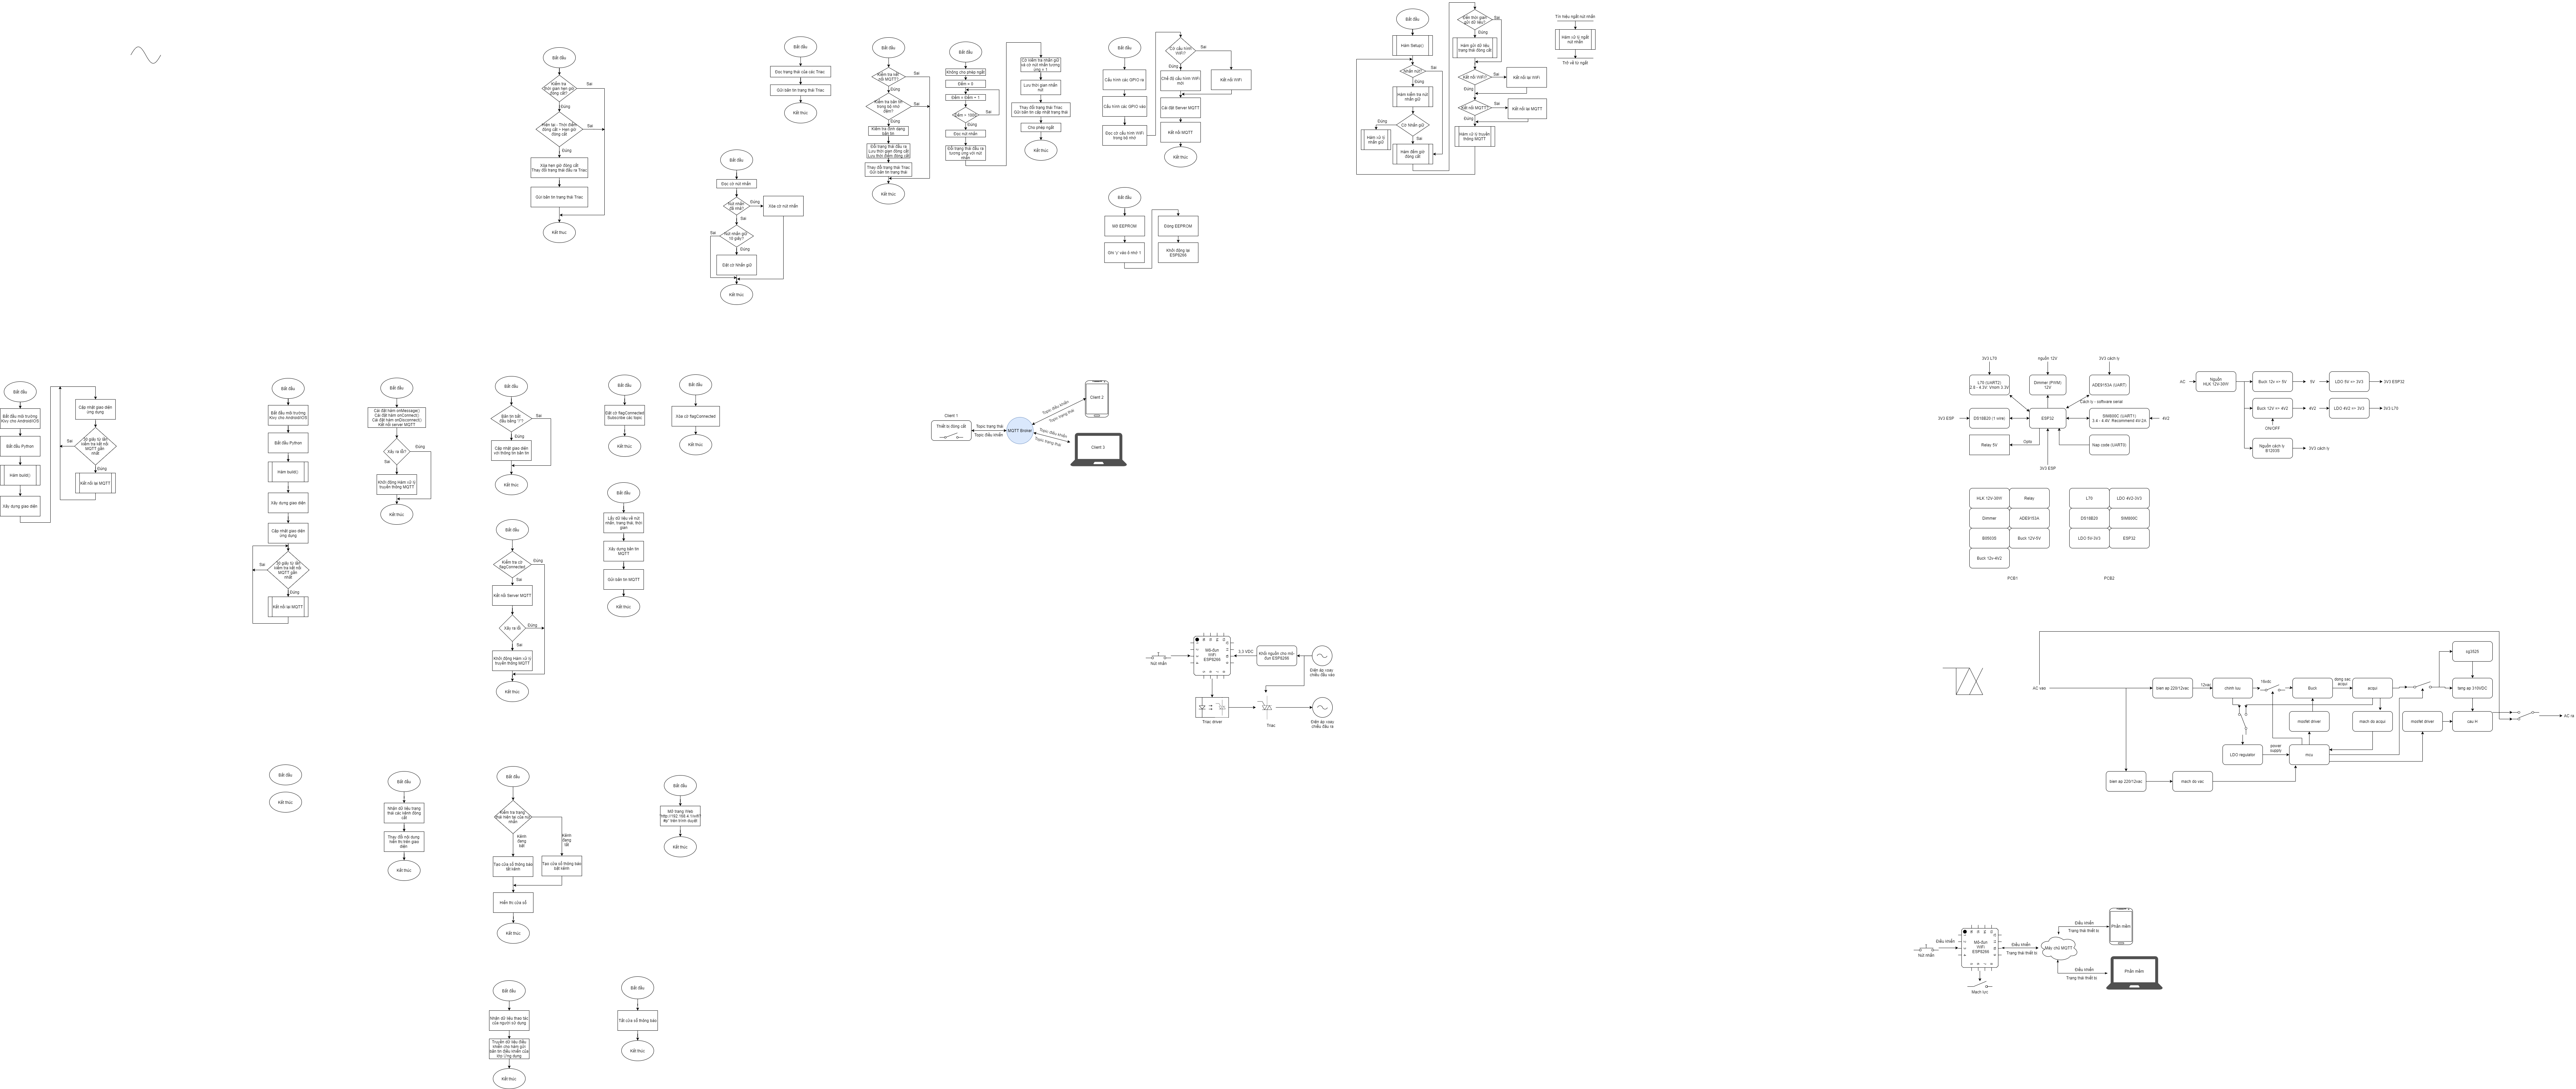 Bắt đầu
Kiểm tra
thời gian hẹn giờ
đóng cắt?
Sai
Đúng
Hiện tại - Thời điểm
đóng cắt > Hẹn giờ
đóng cắt
Sai
Đúng
Xóa hẹn giờ đóng cắt
Thay đổi trạng thái đầu ra Triac
Gửi bản tin trạng thái Triac
Kết thúc
Bắt đầu
Đọc trạng thái của các Triac
Gửi bản tin trạng thái Triac
Kết thúc
Bắt đầu
Đọc cờ nút nhấn
Nút nhấn
đã nhả?
Đúng
Xóa cờ nút nhấn
Sai
Nút nhấn giữ
10 giây?
Sai
Đúng
Đặt cờ Nhấn giữ
Kết thúc
Bắt đầu
Kiểm tra kết
nối MQTT?
Sai
Đúng
Kiểm tra bản tin
trong bộ nhớ
đệm?
Sai
Đúng
Kiểm tra định dạng
bản tin
Đổi trạng thái đầu ra
Lưu thời gian đóng cắt
Lưu thời điểm đóng cắt
Thay đổi trạng thái Triac
Gửi bản tin trạng thái
Kết thúc
Bắt đầu
Không cho phép ngắt
Đếm = 0
Đếm = Đếm + 1
Sai
Đúng
Đọc nút nhấn
Đổi trạng thái đầu ra
tương ứng với nút
nhấn
Cờ kiểm tra nhấn giữ
và cờ nút nhấn tương
ứng = 1
Lưu thời gian nhấn
nút
Thay đổi trạng thái Triac
Gửi bản tin cập nhật trạng thái
Cho phép ngắt
Kết thúc
Bắt đầu
Cấu hình các GPIO ra
Cấu hình các GPIO vào
Đọc cờ cấu hình WiFi
trong bộ nhớ
Có cấu hình
WiFi?
Sai
Đúng
Chế độ cấu hình WiFi
mới
Kết nối WiFi
Cài đặt Server MQTT
Kết nối MQTT
Kết thúc
Bắt đầu
Mở EEPROM
Ghi 'y' vào ô nhớ 1
Đóng EEPROM
Khởi động lại
ESP8266
Bắt đầu
Hàm Setup()
Nhấn nút?
Sai
Đúng
Hàm kiểm tra nút
nhấn giữ
Đúng
Có Nhấn giữ
Sai
Hàm xử lý
nhấn giữ
Hàm đếm giờ
đóng cắt
Đến thời gian
gửi dữ liệu?
Sai
Đúng
Hàm gửi dữ liệu
trạng thái đóng cắt
Kết nối WiFi?
Sai
Kết nối lại WiFi
Đúng
Kết nối MQTT?
Sai
Kết nối lại MQTT
Đúng
Hàm xử lý truyền
thông MQTT
Tín hiệu ngắt nút nhấn
Hàm xử lý ngắt
nút nhấn
Trở về từ ngắt
Bắt đầu
Bắt đầu môi trường
Kivy cho Android/iOS
Bắt đầu Python
Hàm build()
Xây dựng giao diện
Cập nhật giao diện
ứng dụng
30 giây từ lần
kiểm tra kết nối
MQTT gần
nhất
Sai
Đúng
Kết nối lại MQTT
Bắt đầu
Bắt đầu môi trường
Kivy cho Android/iOS
Bắt đầu Python
Hàm build()
Xây dựng giao diện
Cập nhật giao diện
ứng dụng
30 giây từ lần
kiểm tra kết nối
MQTT gần
nhất
Sai
Đúng
Kết nối lại MQTT
Bắt đầu
Cài đặt hàm onMessage()
Cài đặt hàm onConnect()
Cài đặt hàm onDisconnect()
Kết nối server MQTT
Xảy ra lỗi?
Đúng
Sai
Khởi động Hàm xử lý
truyền thông MQTT
Kết thúc
Bắt đầu
Bản tin bắt
đầu bằng 'l'?
Sai
Đúng
Cập nhật giao diện
với thông tin bản tin
Kết thúc
Bắt đầu
Kiểm tra cờ
flagConnected
Đúng
Sai
Kết nối Server MQTT
Xảy ra lỗi
Đúng
Sai
Khởi động Hàm xử lý
truyền thông MQTT
Kết thúc
Bắt đầu
Đặt cờ flagConnected
Subscribe các topic
Kết thúc
Bắt đầu
Lấy dữ liệu về nút
nhấn, trạng thái, thời
gian
Xây dựng bản tin
MQTT
Gửi bản tin MQTT
Kết thúc
Bắt đầu
Xóa cờ flagConnected
Kết thúc
Client 1
Thiết bị đóng cắt
Topic trạng thái
Topic điều khiển
MQTT Broker
Topic điều khiển
Topic trạng thái
Client 2
Topic điều khiển
Topic trạng thái
Client 3
Nút nhấn
Mô-đun
WiFi
ESP8266
3.3 VDC
Khối nguồn cho mô-
đun ESP8266
Điện áp xoay
chiều đầu vào
Triac driver
Triac
Điện áp xoay
chiều đầu ra
3V3 L70
nguồn 12V
3V3 cách ly
L70 (UART2)
2.8 - 4.3V: Vnom 3.3V
Dimmer (PWM)
12V
ADE9153A (UART)
Cách ly - software serial
3V3 ESP
DS18B20 (1 wire)
ESP32
SIM800C (UART1)
3.4 - 4.4V: Recommend 4V-2A
4V2
Relay 5V
Opto
Nạp code (UART0)
3V3 ESP
AC
Nguồn
HLK 12V-30W
Buck 12v => 5V
5V
LDO 5V => 3V3
3V3 ESP32
Buck 12V => 4V2
4V2
LDO 4V2 => 3V3
3V3 L70
ON/OFF
Nguồn cách ly
B1203S
3V3 cách ly
HLK 12V-30W
Relay
Dimmer
ADE9153A
B0503S
Buck 12V-5V
Buck 12v-4V2
PCB1
L70
LDO 4V2-3V3
DS18B20
SIM800C
LDO 5V-3V3
ESP32
PCB2
AC vao
bien ap 220/12vac
12vac
chinh luu
16vdc
Buck
dong sac
acqui
acqui
sg3525
tang ap 310VDC
mosfet driver
mach do acqui
mosfet driver
cau H
AC ra
LDO regulator
power
supply
mcu
bien ap 220/12vac
mach do vac
Bắt đầu
Kết thúc
Bắt đầu
Nhận dữ liệu trạng
thái các kênh đóng
cắt
Thay đổi nội dung
hiển thị trên giao
diện
Kết thúc
Bắt đầu
Kiểm tra trạng
thái hiện tại của nút
nhấn
Kênh
đang
bật
Kênh
đang
tắt
Tạo cửa sổ thông báo
tắt kênh
Tạo cửa sổ thông báo
bật kênh
Hiển thị cửa sổ
Kết thúc
Bắt đầu
Mở trang Web
Kết thúc
Bắt đầu
Nhận dữ liệu thao tác
của người sử dụng
Truyền dữ liệu điều
khiển cho hàm gửi
bản tin điều khiển của
lớp Ứng dụng
Kết thúc
Bắt đầu
Tắt cửa sổ thông báo
Kết thúc
Nút nhấn
Điều khiển
Mô-đun
WiFi
ESP8266
Mạch lực
Điều khiển
Trạng thái thiết bị
Máy chủ MQTT
Điều khiển
Trạng thái thiết bị
Phần mềm
Điều khiển
Trạng thái thiết bị
Phần mềm